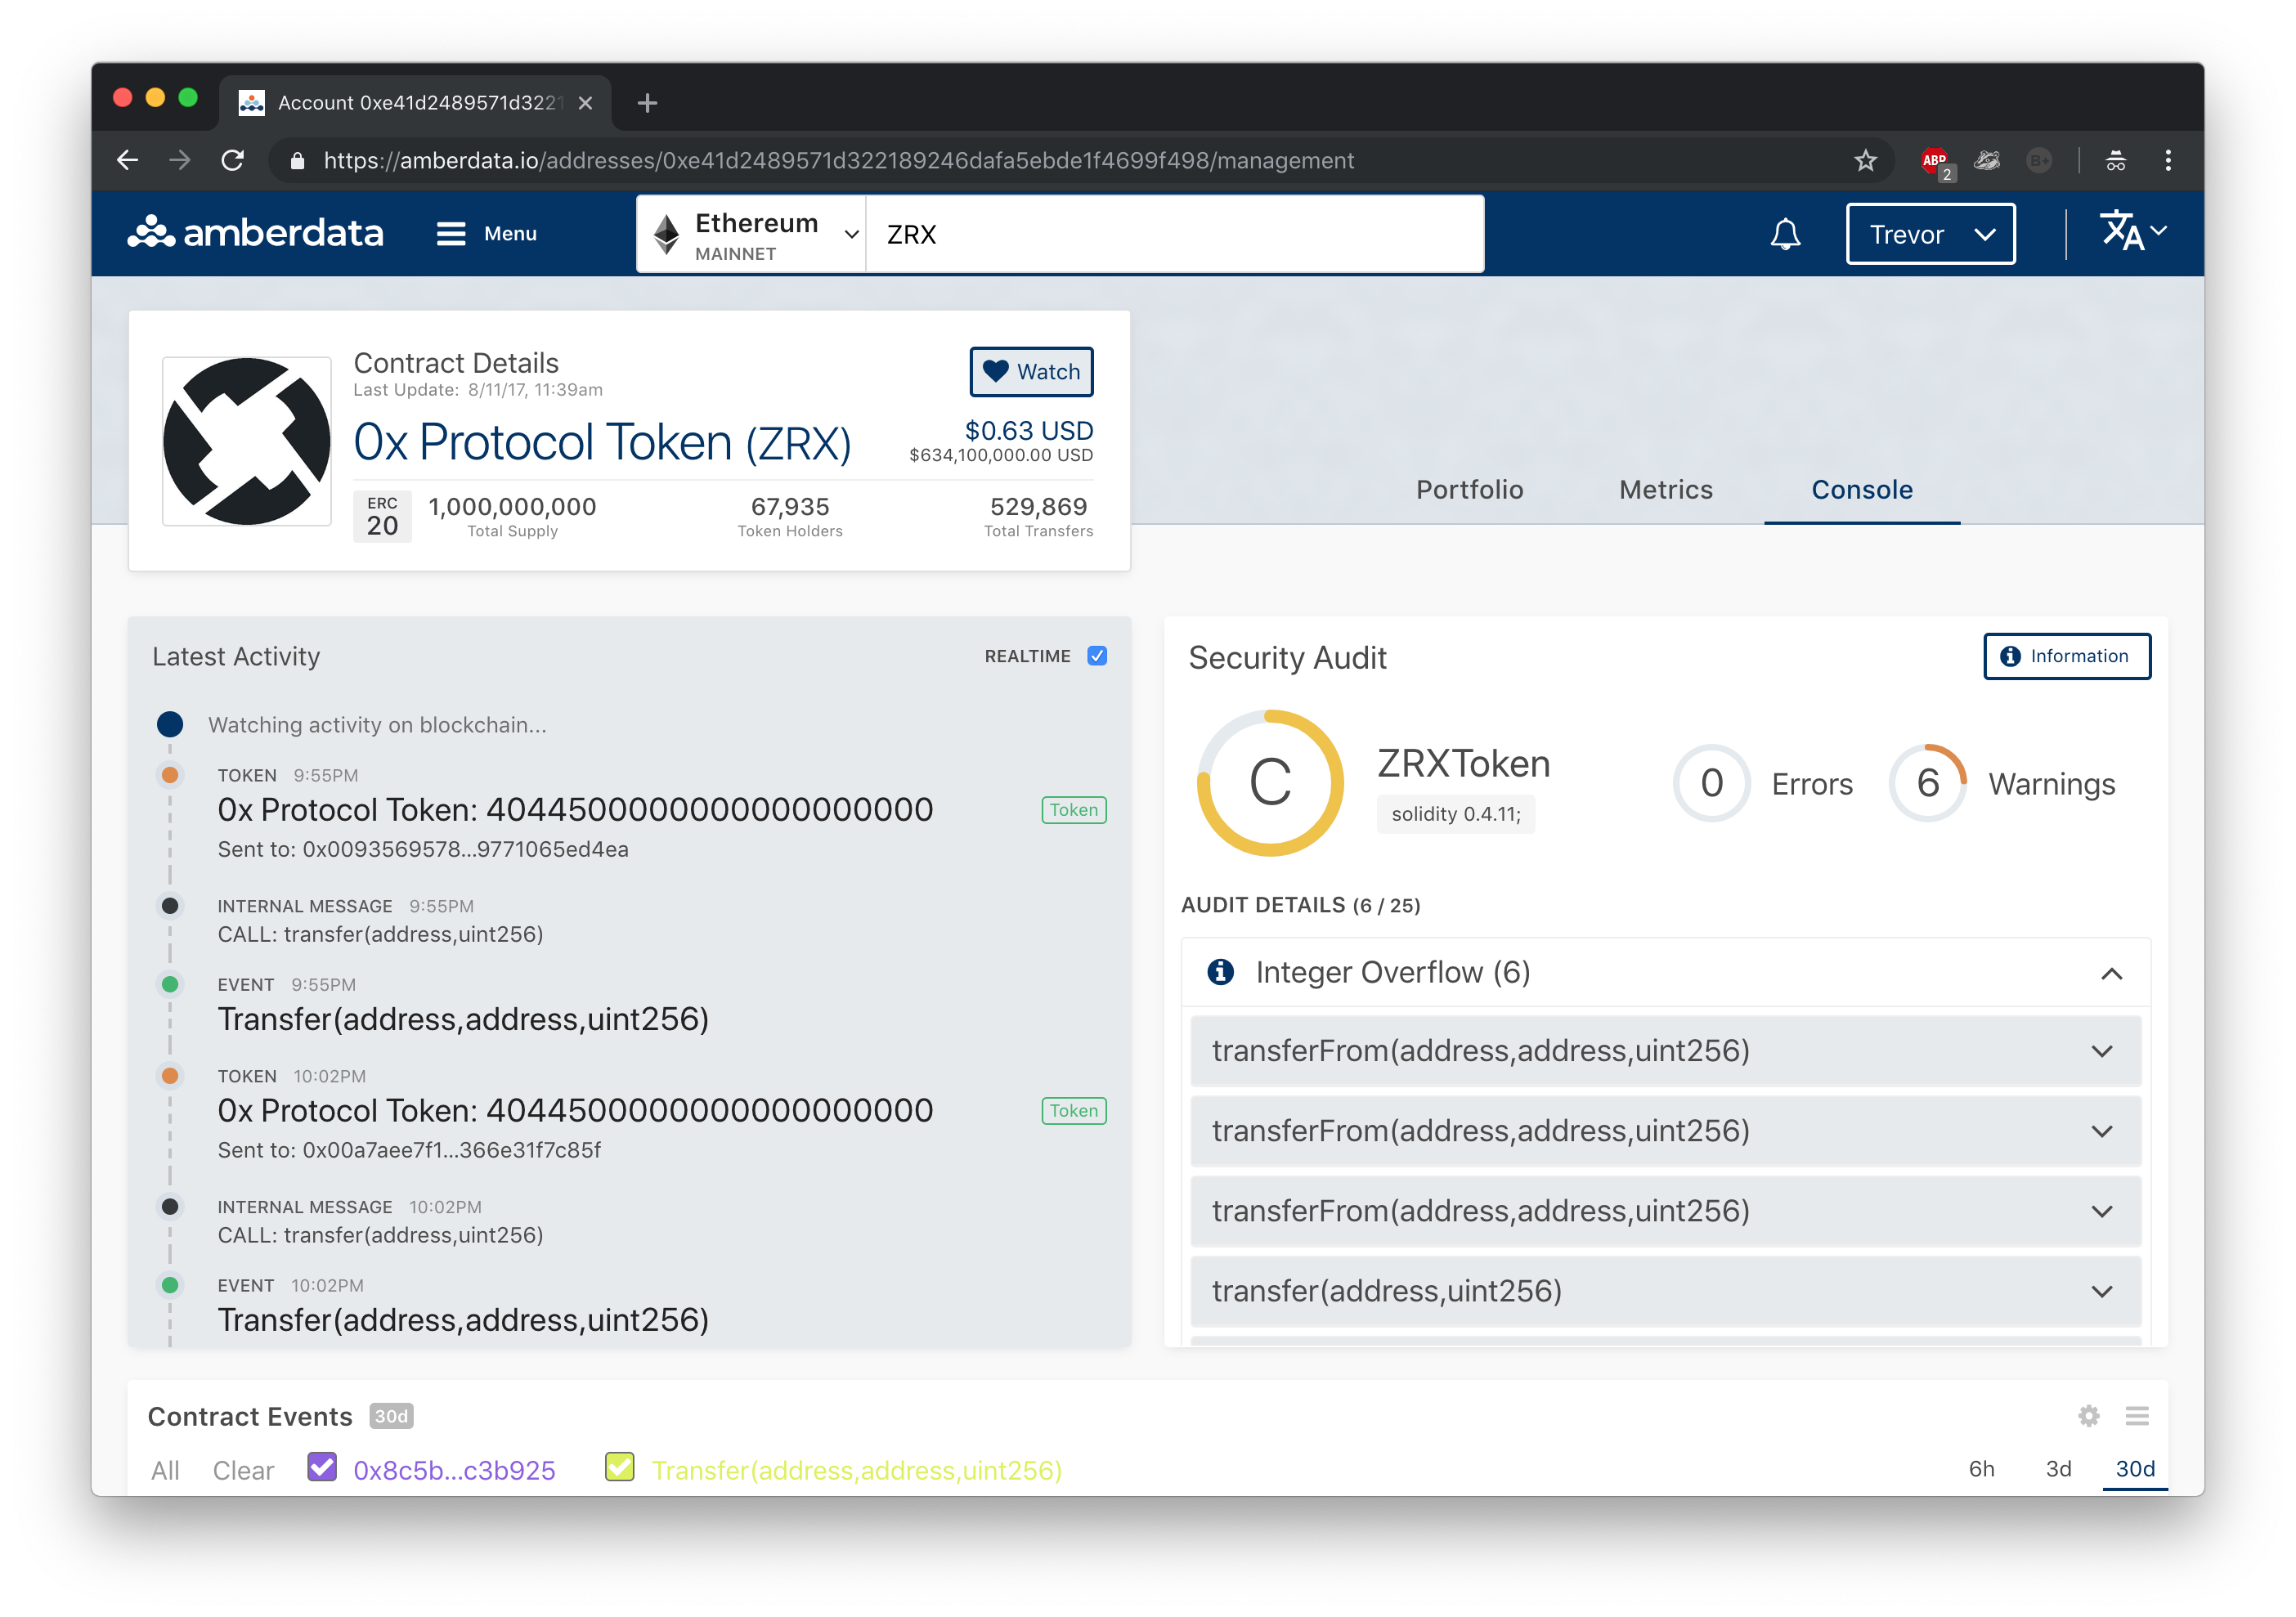 Account 0xe41d2489571d3221
https://amberdata.io/addresses/0xe41d2489571d322189246dafa5ebde1f4699f498/management
ABP
2
B+
amberdata
Menu
Ethereum
MAINNET
ZRX
Trevor
文A
Contract Details
Last Update: 8/11/17, 11:39am
Watch
0x Protocol Token (ZRX)
$0.63 USD
$634,100,000.00 USD
ERC
20
1,000,000,000
Total Supply
67,935
Token Holders
529,869
Total Transfers
Portfolio
Metrics
Console
Latest Activity
REALTIME
Watching activity on blockchain...
TOKEN 9:55PM
0x Protocol Token: 4044500000000000000000
Token
Sent to: 0x0093569578...9771065ed4ea
INTERNAL MESSAGE 9:55PM
CALL: transfer(address,uint256)
EVENT 9:55PM
Transfer(address,address,uint256)
TOKEN 10:02PM
0x Protocol Token: 4044500000000000000000
Token
Sent to: 0x00a7aee7f1...366e31f7c85f
INTERNAL MESSAGE 10:02PM
CALL: transfer(address,uint256)
EVENT 10:02PM
Transfer(address,address,uint256)
Security Audit
Information
C
ZRXToken
solidity 0.4.11;
0 Errors
6 Warnings
AUDIT DETAILS (6 / 25)
Integer Overflow (6)
transferFrom(address,address,uint256)
transferFrom(address,address,uint256)
transferFrom(address,address,uint256)
transfer(address,uint256)
Contract Events 30d
All
Clear
0x8c5b...c3b925
Transfer(address,address,uint256)
6h
3d
30d